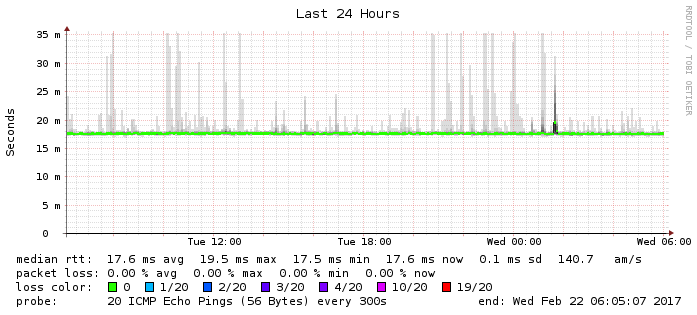 Last 24 Hours
RRDTOOL / TOBI OETIKER
Seconds
35 m
30 m
25 m
20 m
15 m
10 m
5 m
0
Tue 12:00 Tue 18:00 Wed 00:00 Wed 06:00
median rtt: 17.6 ms avg 19.5 ms max 17.5 ms min 17.6 ms now 0.1 ms sd 140.7 am/s
packet loss: 0.00 % avg 0.00 % max 0.00 % min 0.00 % now
loss color: 0 1/20 2/20 3/20 4/20 10/20 19/20
probe: 20 ICMP Echo Pings (56 Bytes) every 300s end: Wed Feb 22 06:05:07 2017